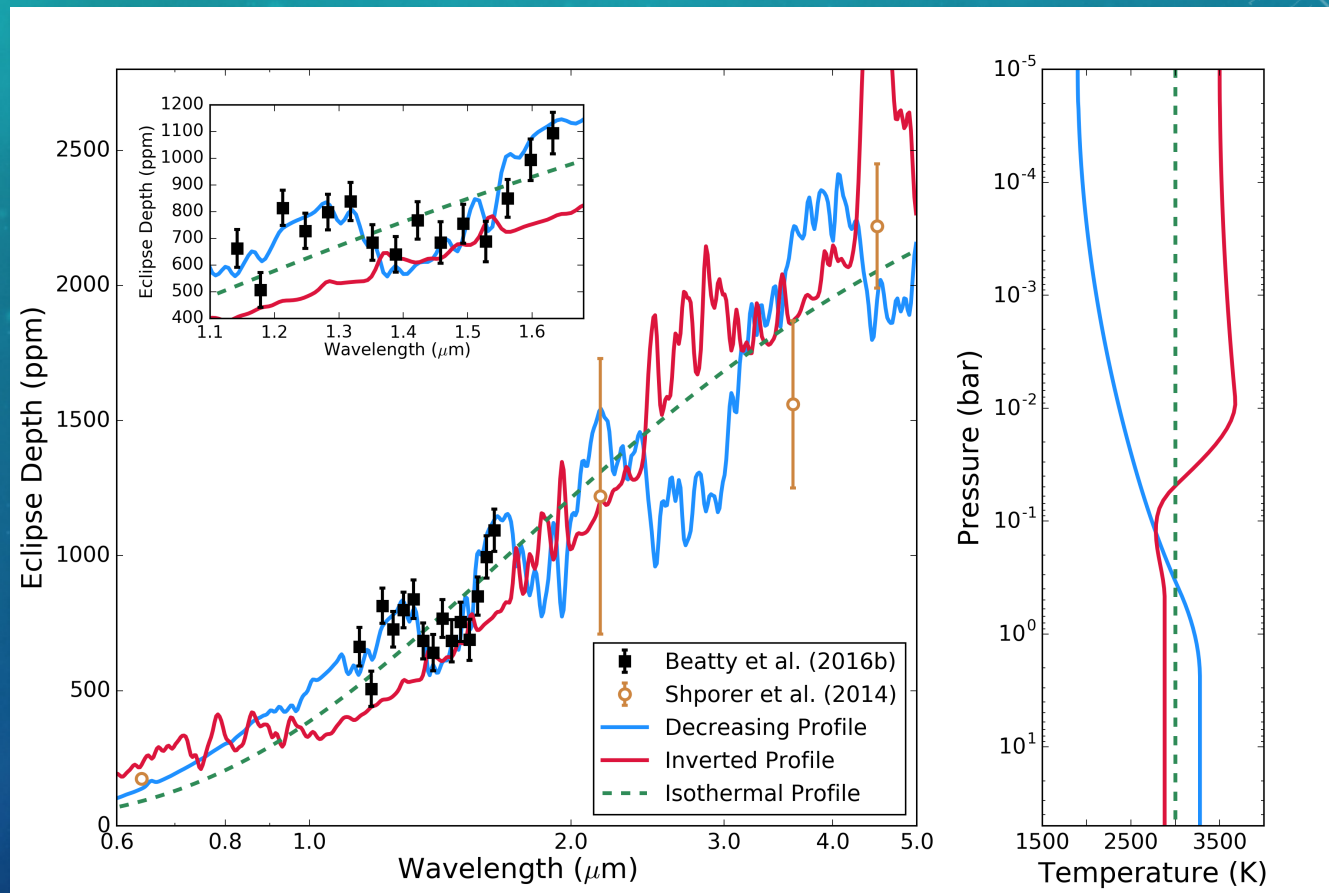 1200
1100
1000
900
800
700
600
500
400
1.1 1.2 1.3 1.4 1.5 1.6
Wavelength (μm)
Eclipse Depth (ppm)
2500
2000
1500
1000
500
0
0.6 0.8 1.0 2.0 3.0 4.0 5.0
Wavelength (μm)
Eclipse Depth (ppm)
Beatty et al. (2016b)
Shporer et al. (2014)
Decreasing Profile
Inverted Profile
Isothermal Profile
10⁻⁵
10⁻⁴
10⁻³
10⁻²
10⁻¹
10⁰
10¹
1500 2500 3500
Temperature (K)
Pressure (bar)